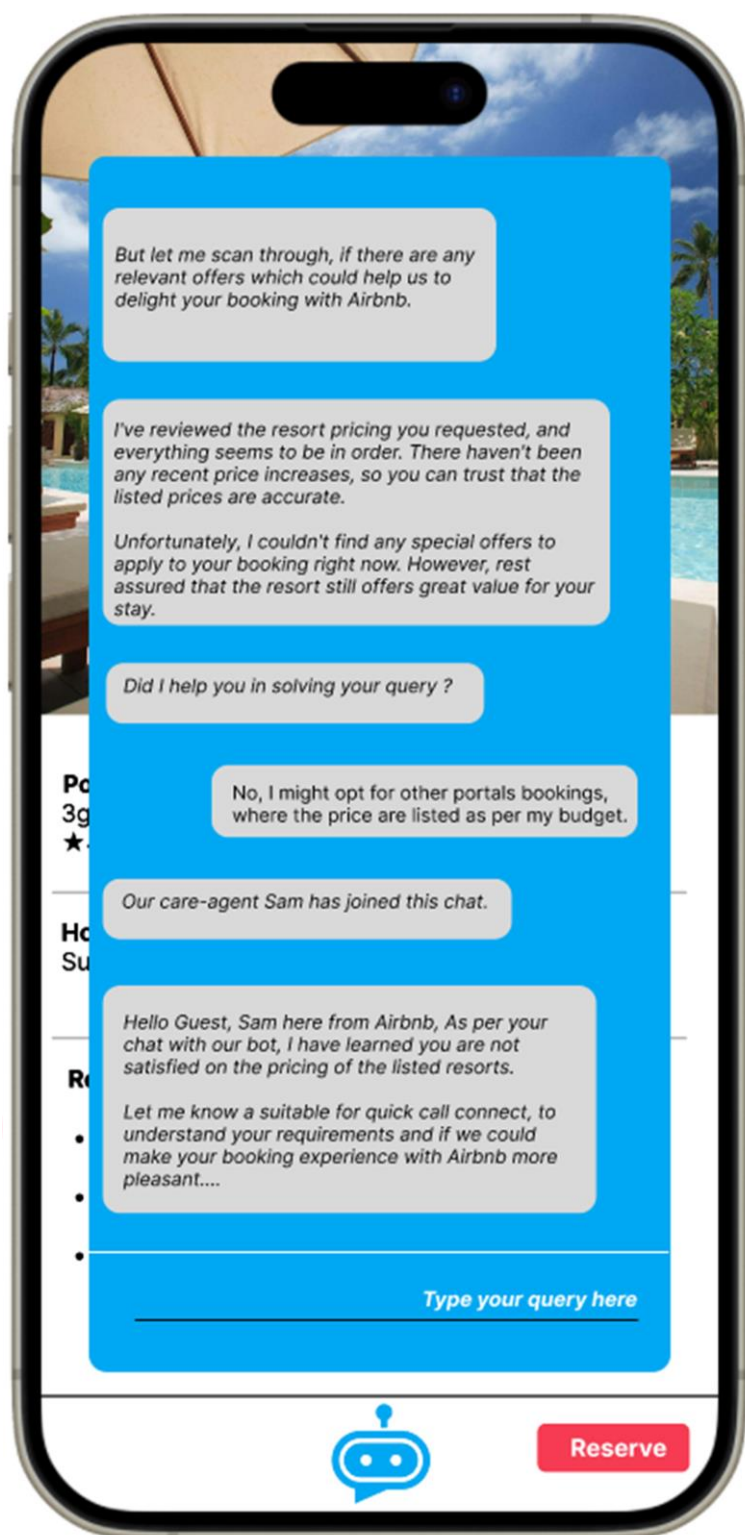 But let me scan through, if there are any
relevant offers which could help us to
delight your booking with Airbnb.
I've reviewed the resort pricing you requested, and
everything seems to be in order. There haven't been
any recent price increases, so you can trust that the
listed prices are accurate.
Unfortunately, I couldn't find any special offers to
apply to your booking right now. However, rest
assured that the resort still offers great value for your
stay.
Did I help you in solving your query ?
No, I might opt for other portals bookings,
where the price are listed as per my budget.
Po
3g
★
Our care-agent Sam has joined this chat.
Ho
Su
Hello Guest, Sam here from Airbnb, As per your
chat with our bot, I have learned you are not
satisfied on the pricing of the listed resorts.
Re
Let me know a suitable for quick call connect, to
understand your requirements and if we could
make your booking experience with Airbnb more
pleasant....
Type your query here
Reserve